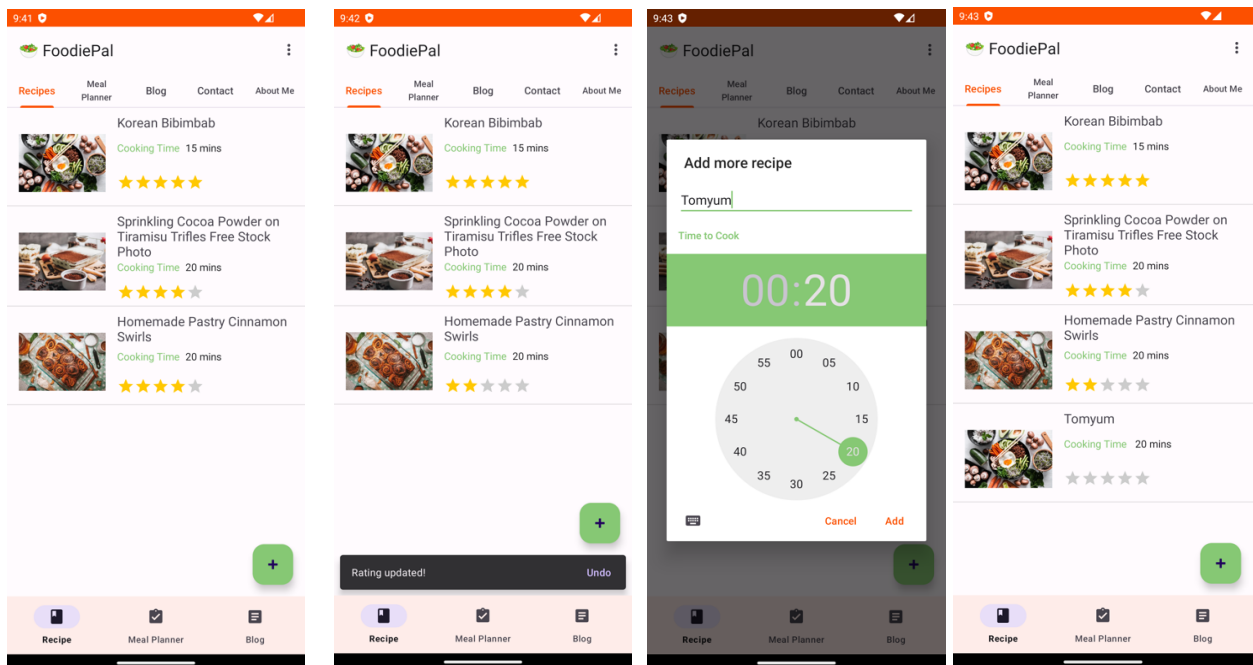 9:41
FoodiePal
Recipes
Meal
Planner
Blog
Contact
About Me
Korean Bibimbab
Cooking Time 15 mins
Sprinkling Cocoa Powder on
Tiramisu Trifles Free Stock
Photo
Cooking Time 20 mins
Homemade Pastry Cinnamon
Swirls
Cooking Time 20 mins
+
Recipe
Meal Planner
Blog
9:42
FoodiePal
Recipes
Meal
Planner
Blog
Contact
About Me
Korean Bibimbab
Cooking Time 15 mins
Sprinkling Cocoa Powder on
Tiramisu Trifles Free Stock
Photo
Cooking Time 20 mins
Homemade Pastry Cinnamon
Swirls
Cooking Time 20 mins
+
Rating updated! Undo
Recipe
Meal Planner
Blog
9:43
FoodiePal
Recipes
Meal
Planner
Blog
Contact
About Me
Korean Bibimbab
Add more recipe
Tomyum
Time to Cook
00:20
00
05
10
15
20
25
30
35
40
45
50
55
Cancel
Add
+
Recipe
Meal Planner
Blog
9:43
FoodiePal
Recipes
Meal
Planner
Blog
Contact
About Me
Korean Bibimbab
Cooking Time 15 mins
Sprinkling Cocoa Powder on
Tiramisu Trifles Free Stock
Photo
Cooking Time 20 mins
Homemade Pastry Cinnamon
Swirls
Cooking Time 20 mins
Tomyum
Cooking Time 20 mins
+
Recipe
Meal Planner
Blog